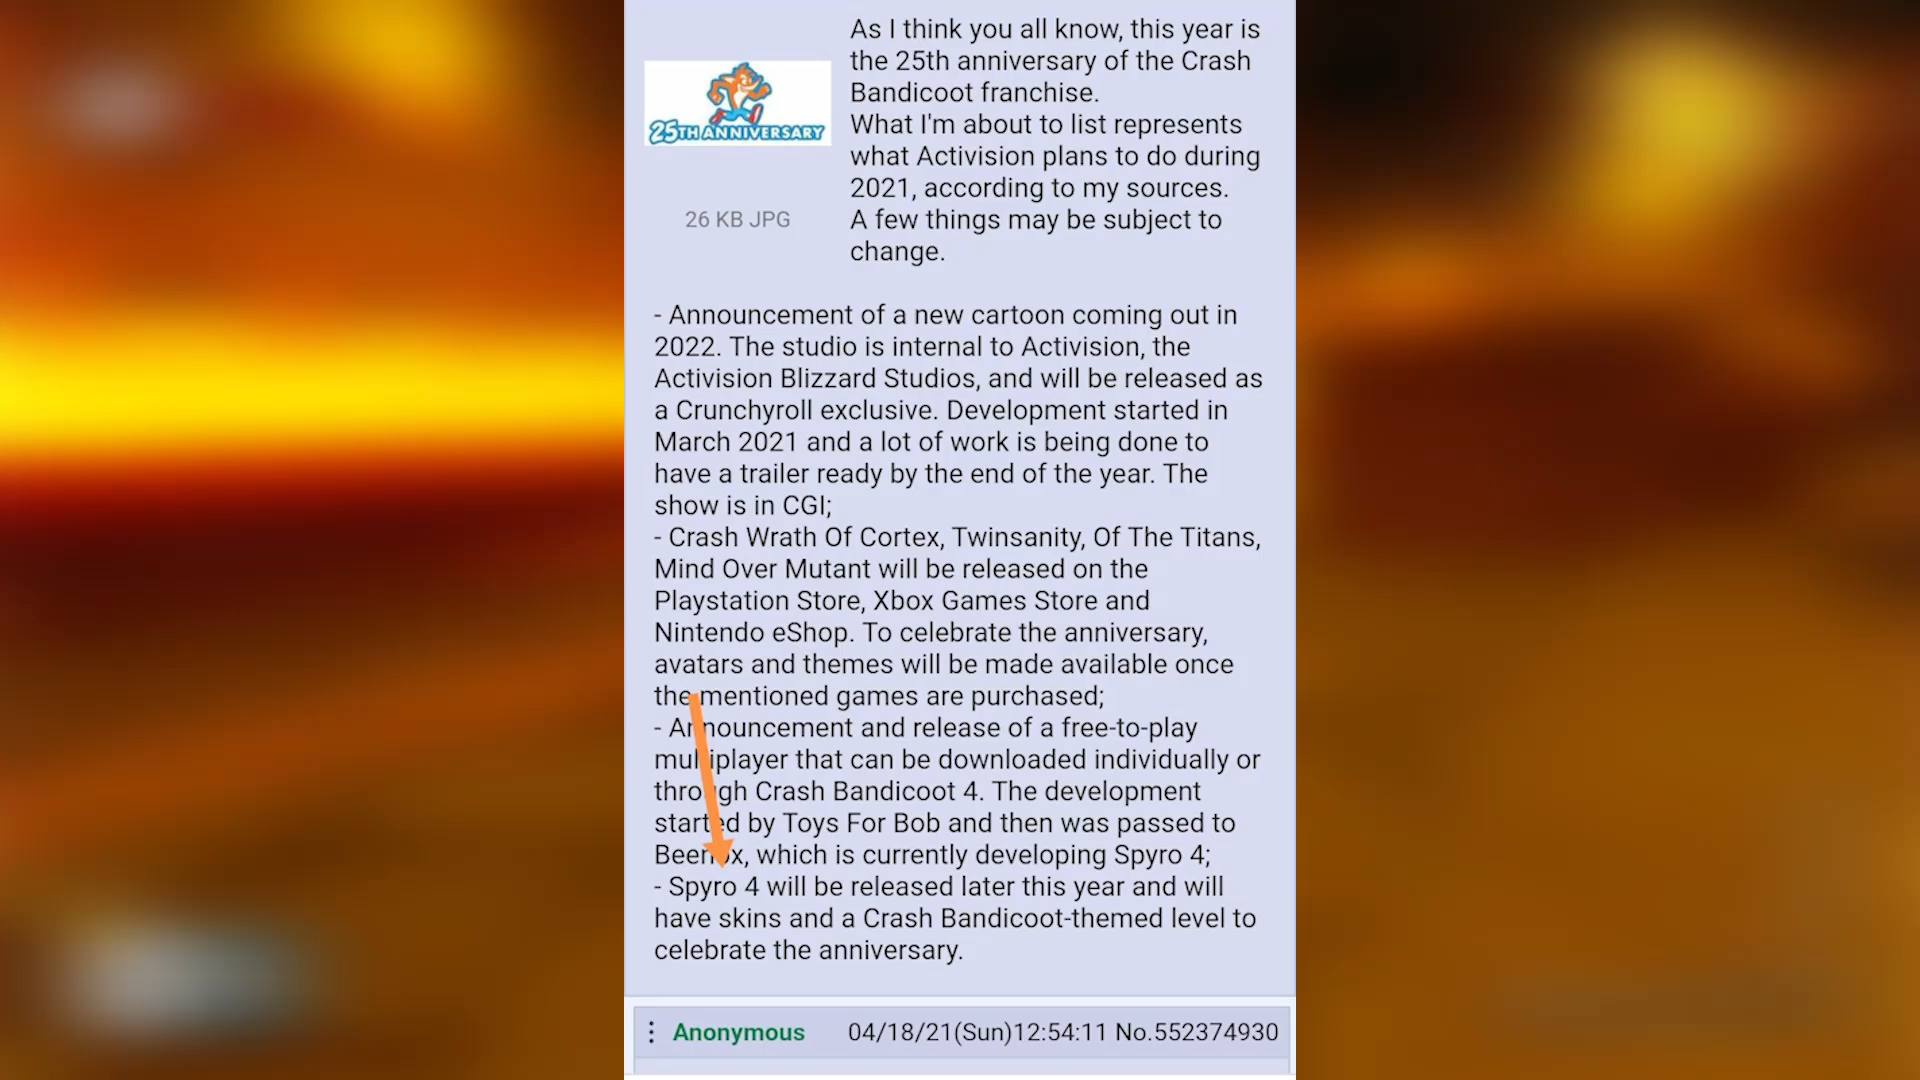 As I think you all know, this year is
the 25th anniversary of the Crash
Bandicoot franchise.
What I'm about to list represents
what Activision plans to do during
2021, according to my sources.
A few things may be subject to
change.
25TH ANNIVERSARY
26 KB JPG
- Announcement of a new cartoon coming out in
2022. The studio is internal to Activision, the
Activision Blizzard Studios, and will be released as
a Crunchyroll exclusive. Development started in
March 2021 and a lot of work is being done to
have a trailer ready by the end of the year. The
show is in CGI;
- Crash Wrath Of Cortex, Twinsanity, Of The Titans,
Mind Over Mutant will be released on the
Playstation Store, Xbox Games Store and
Nintendo eShop. To celebrate the anniversary,
avatars and themes will be made available once
the mentioned games are purchased;
- Announcement and release of a free-to-play
multiplayer that can be downloaded individually or
through Crash Bandicoot 4. The development
started by Toys For Bob and then was passed to
Beenox, which is currently developing Spyro 4;
- Spyro 4 will be released later this year and will
have skins and a Crash Bandicoot-themed level to
celebrate the anniversary.
Anonymous 04/18/21(Sun)12:54:11 No.552374930